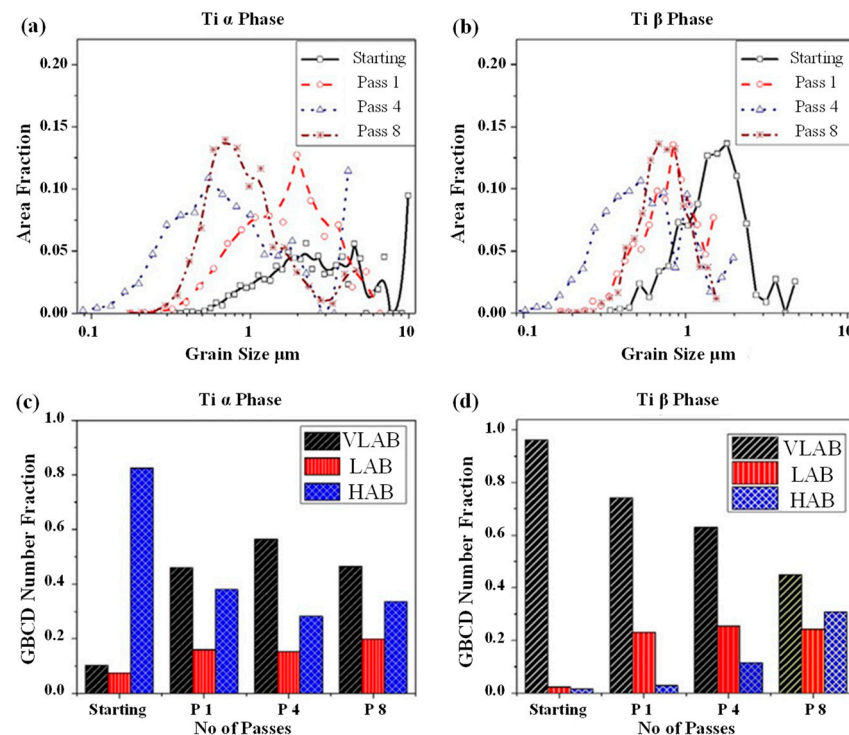 (a)
Ti α Phase
Area Fraction
0.20
0.15
0.10
0.05
0.00
Starting
Pass 1
Pass 4
Pass 8
0.1
1
10
Grain Size μm
(b)
Ti β Phase
Area Fraction
0.20
0.15
0.10
0.05
0.00
Starting
Pass 1
Pass 4
Pass 8
0.1
1
10
Grain Size μm
(c)
Ti α Phase
GBCD Number Fraction
1.0
0.8
0.6
0.4
0.2
0.0
VLAB
LAB
HAB
Starting
P 1
P 4
P 8
No of Passes
(d)
Ti β Phase
GBCD Number Fraction
1.0
0.8
0.6
0.4
0.2
0.0
VLAB
LAB
HAB
Starting
P 1
P 4
P 8
No of Passes